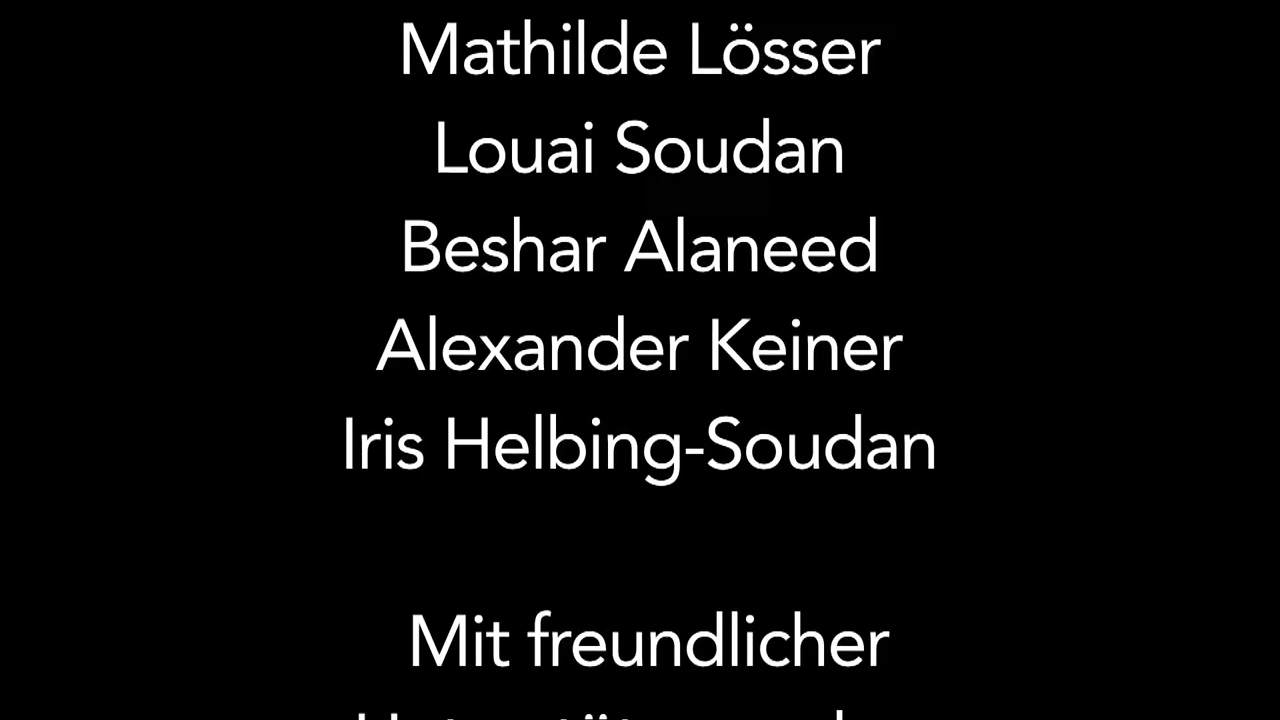 Mathilde Lösser
Louai Soudan
Beshar Alaneed
Alexander Keiner
Iris Helbing-Soudan
Mit freundlicher